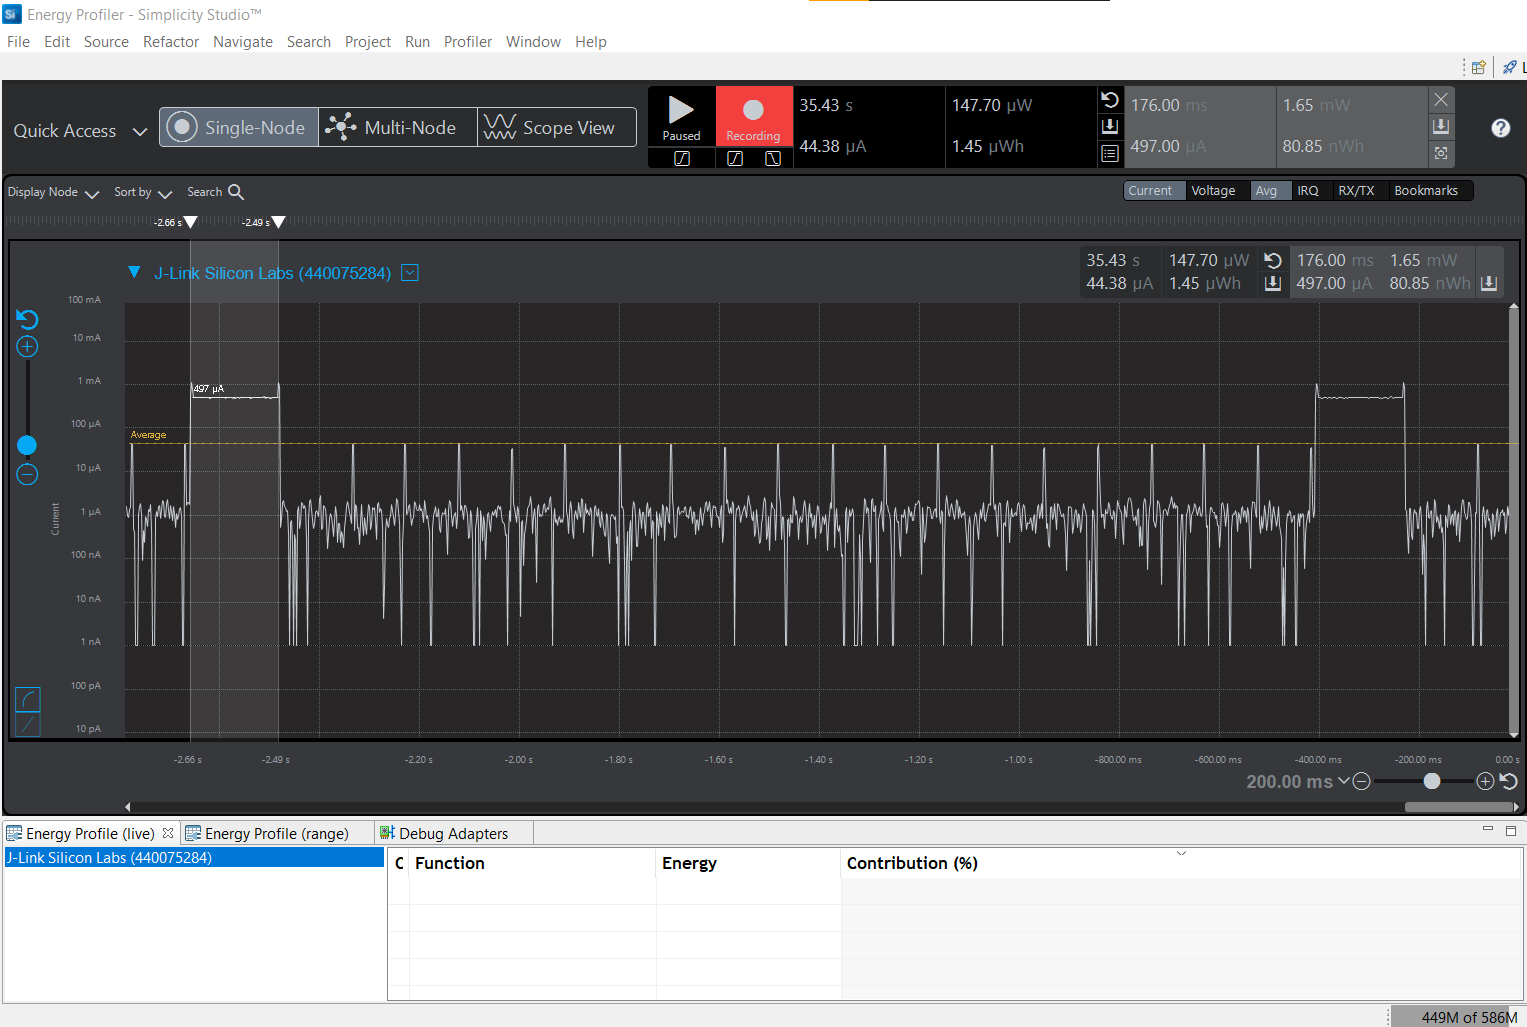 Energy Profiler - Simplicity Studio™
File Edit Source Refactor Navigate Search Project Run Profiler Window Help
Quick Access
Single-Node
Multi-Node
Scope View
Paused
Recording
35.43 s
44.38 µA
147.70 µW
1.45 µWh
176.00 ms
497.00 µA
1.65 mW
80.85 nWh
Display Node
Sort by
Search
Current Voltage Avg IRQ RX/TX Bookmarks
-2.66 s
-2.49 s
J-Link Silicon Labs (440075284)
35.43 s 147.70 µW
44.38 µA 1.45 µWh
176.00 ms 1.65 mW
497.00 µA 80.85 nWh
100 mA
10 mA
1 mA
100 µA
10 µA
1 µA
100 nA
10 nA
1 nA
100 pA
10 pA
Current
497 µA
Average
-2.66 s -2.49 s -2.20 s -2.00 s -1.80 s -1.60 s -1.40 s -1.20 s -1.00 s -800.00 ms -600.00 ms -400.00 ms -200.00 ms 0.00 s
200.00 ms
Energy Profile (live)
Energy Profile (range)
Debug Adapters
J-Link Silicon Labs (440075284)
C Function Energy Contribution (%)
449M of 586M